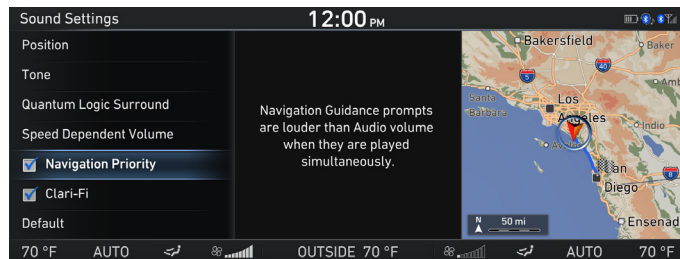 Sound Settings
12:00 PM
Position
Tone
Quantum Logic Surround
Speed Dependent Volume
Navigation Priority
Clari-Fi
Default
Navigation Guidance prompts
are louder than Audio volume
when they are played
simultaneously.
Bakersfield
Baker
40
5
Santa
Barbara
Los
Angeles
Indio
San
Diego
8
Ensenad
N
50 mi
70 °F
AUTO
OUTSIDE 70 °F
AUTO
70 °F